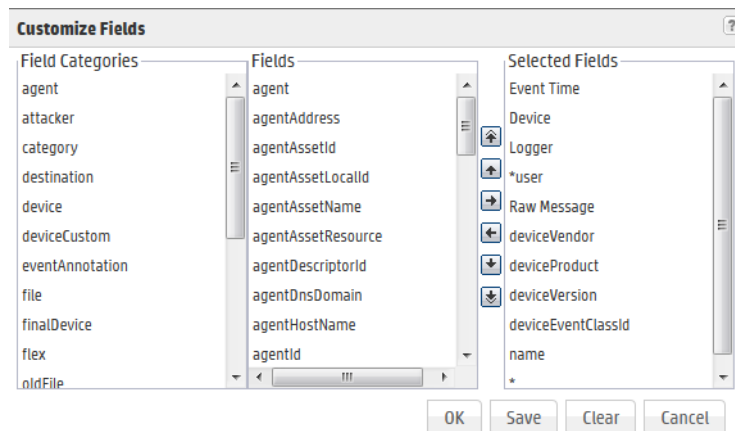 Customize Fields
?
Field Categories
agent
attacker
category
destination
device
deviceCustom
eventAnnotation
file
finalDevice
flex
oldFile
Fields
agent
agentAddress
agentAssetId
agentAssetLocalId
agentAssetName
agentAssetResource
agentDescriptorId
agentDnsDomain
agentHostName
agentId
Selected Fields
Event Time
Device
Logger
*user
Raw Message
deviceVendor
deviceProduct
deviceVersion
deviceEventClassId
name
*
OK Save Clear Cancel